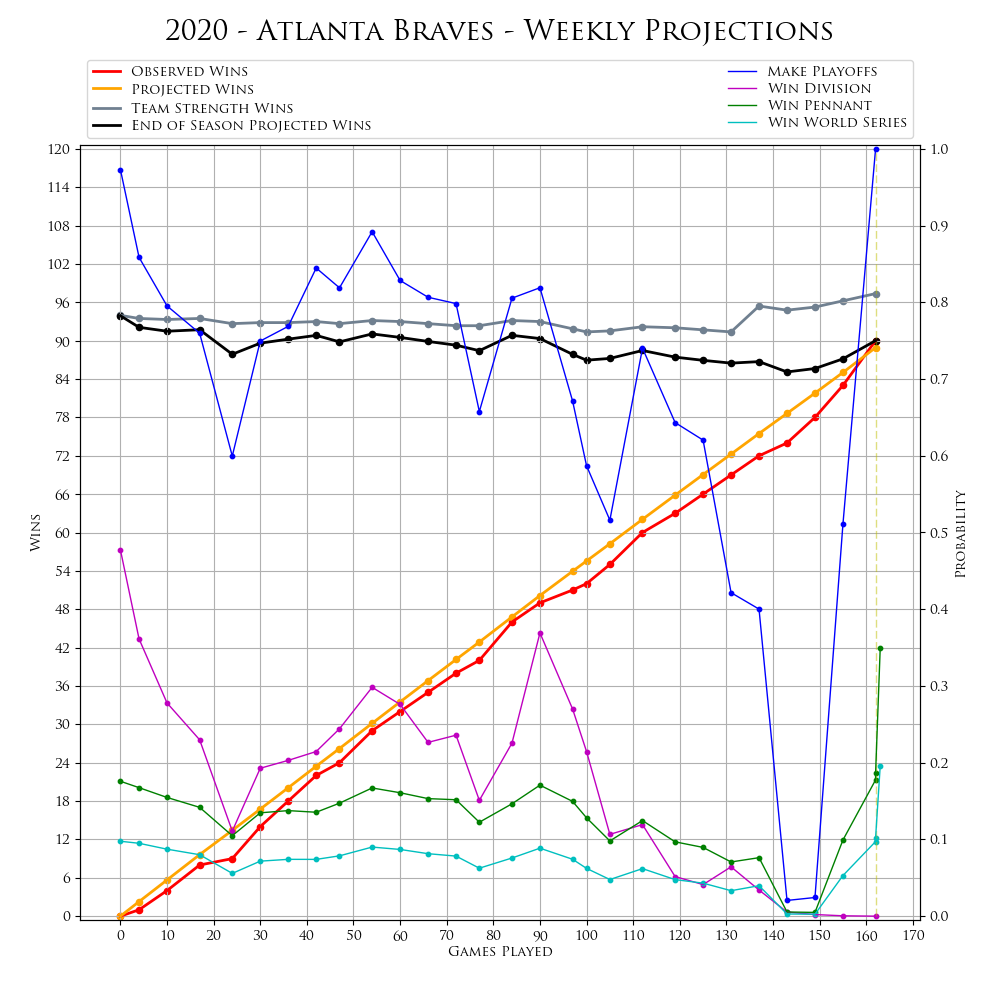 2020 - Atlanta Braves - Weekly Projections
Observed Wins
Projected Wins
Team Strength Wins
End of Season Projected Wins
Make Playoffs
Win Division
Win Pennant
Win World Series
120
114
108
102
96
90
84
78
72
66
60
54
48
42
36
30
24
18
12
6
0
Wins
1.0
0.9
0.8
0.7
0.6
0.5
0.4
0.3
0.2
0.1
0.0
Probability
0 10 20 30 40 50 60 70 80 90 100 110 120 130 140 150 160 170
Games Played